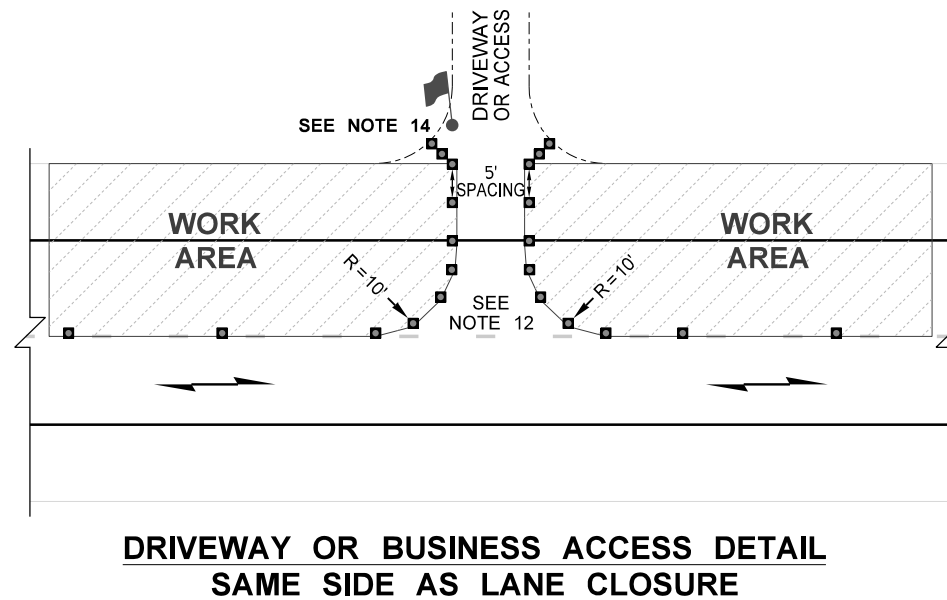 DRIVEWAY
OR ACCESS
SEE NOTE 14
5'
SPACING
WORK
AREA
WORK
AREA
R=10'
R=10'
SEE
NOTE 12
DRIVEWAY OR BUSINESS ACCESS DETAIL
SAME SIDE AS LANE CLOSURE